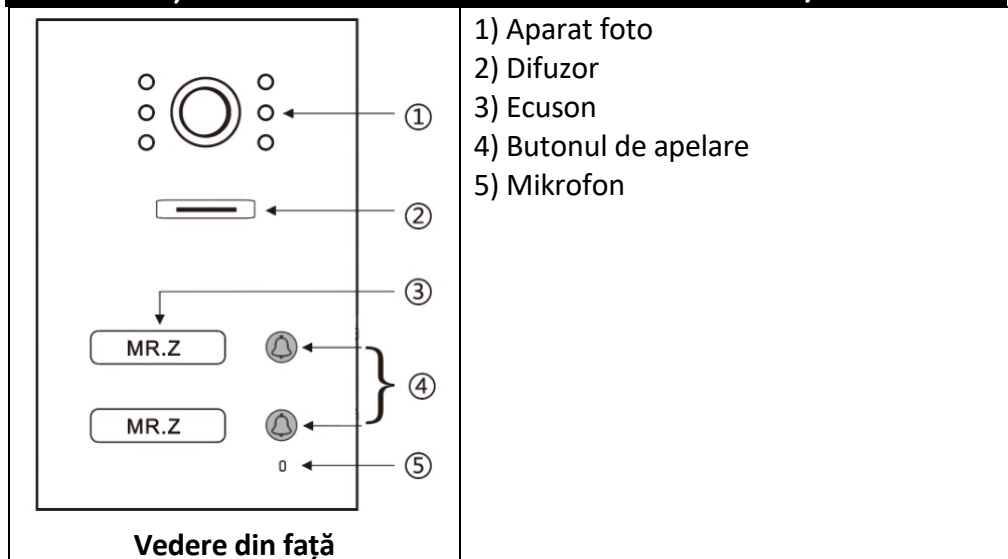 1) Aparat foto
2) Difuzor
3) Ecuson
4) Butonul de apelare
5) Mikrofon
①
②
③
MR.Z
④
MR.Z
⑤
Vedere din față